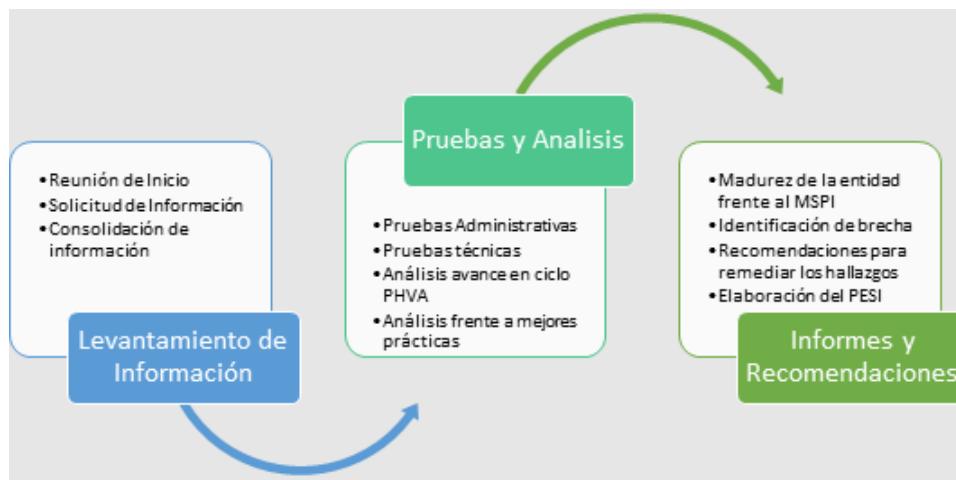 • Reunión de Inicio
• Solicitud de Información
• Consolidación de
información
Levantamiento de
Información
Pruebas y Analisis
• Pruebas Administrativas
• Pruebas técnicas
• Análisis avance en ciclo
PHVA
• Análisis frente a mejores
prácticas
• Madurez de la entidad
frente al MSPI
• Identificación de brecha
• Recomendaciones para
remediar los hallazgos
• Elaboración del PESI
Informes y
Recomendaciones